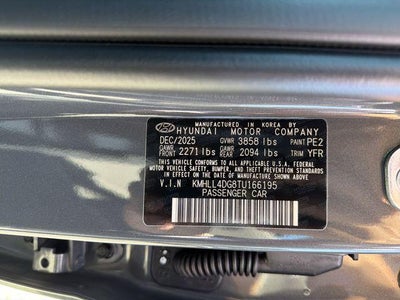 MANUFACTURED IN KOREA BY
HYUNDAI MOTOR COMPANY
DEC/2025 GVWR 3858 lbs PAINT PE2
GAWR FRONT 2271 lbs GAWR REAR 2094 lbs TRIM YFR
THIS VEHICLE CONFORMS TO ALL APPLICABLE U.S.A. FEDERAL
MOTOR VEHICLE SAFETY, BUMPER, AND THEFT PREVENTION STANDARDS
IN EFFECT ON THE DATE OF MANUFACTURE SHOWN ABOVE.
V.I.N KMHLL4DG8TU166195
PASSENGER CAR